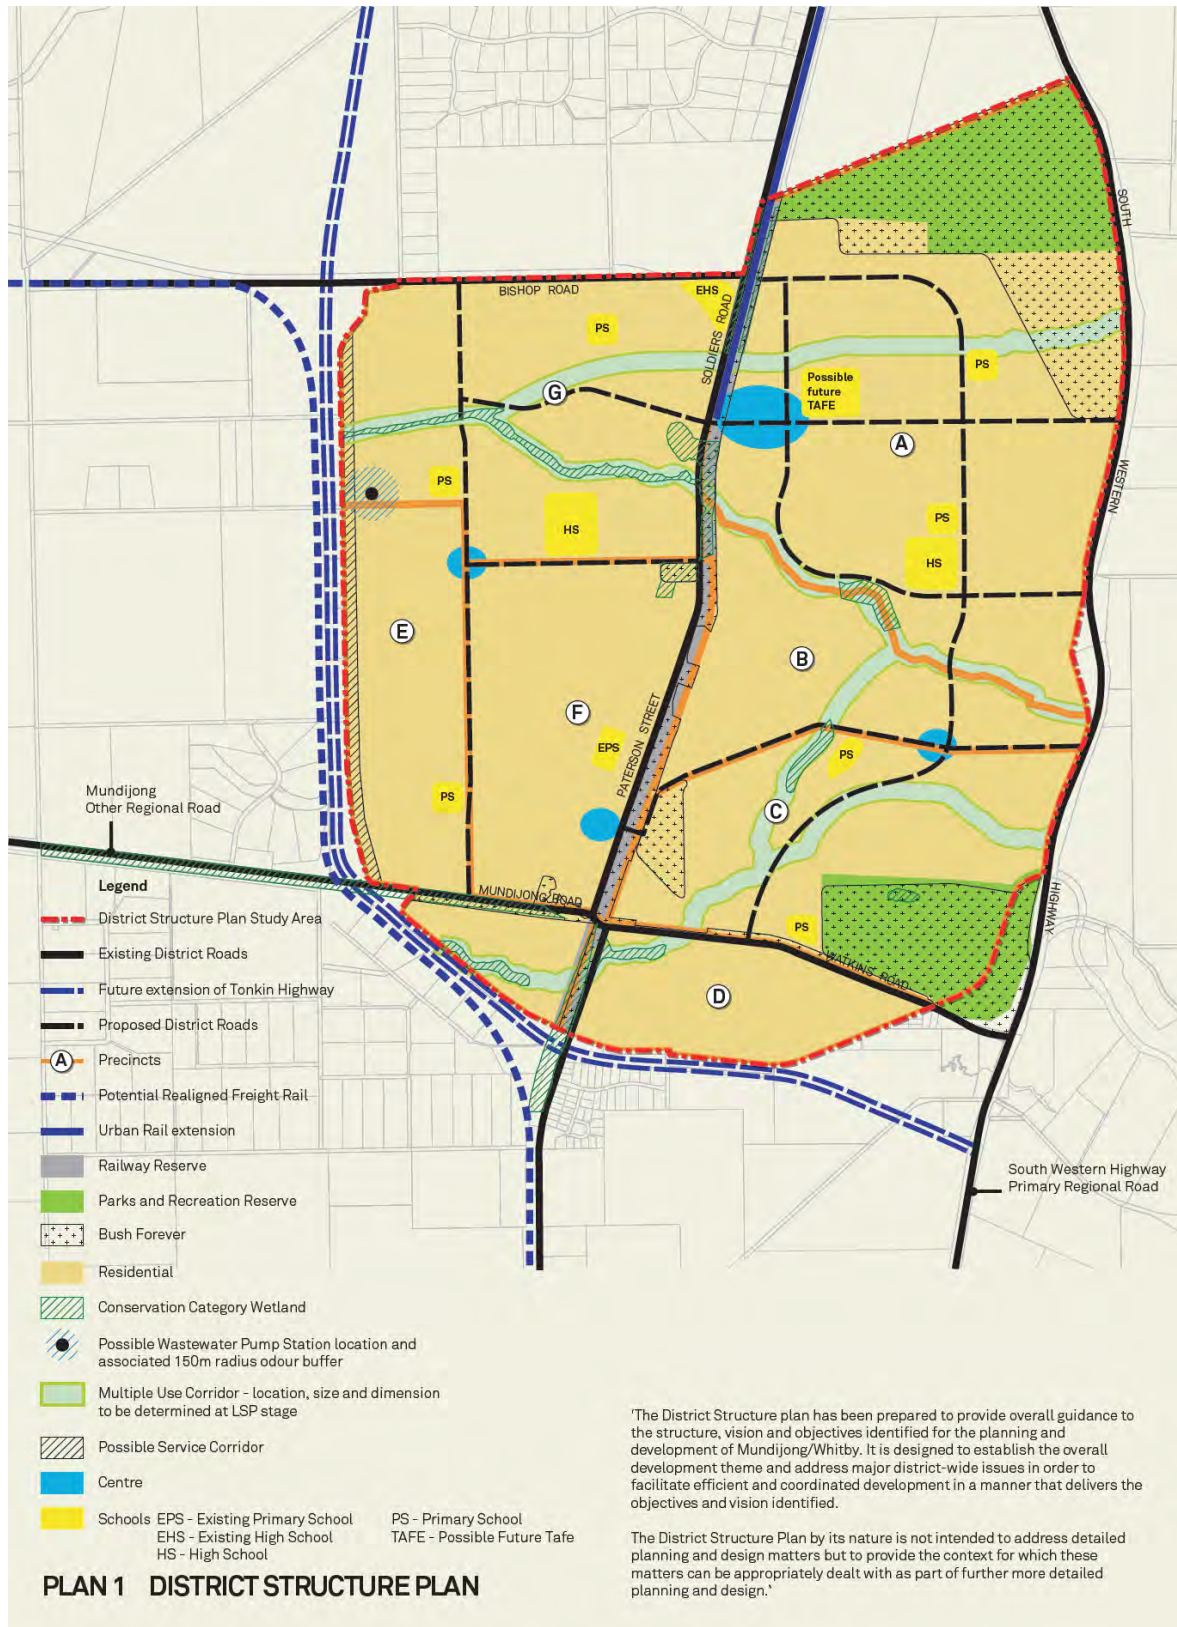 SOUTH
BISHOP ROAD
EHS
PS
SOLDIERS ROAD
PS
Possible
future
TAFE
G
A
WESTERN
PS
PS
HS
HS
E
B
F
EPS
PATERSON STREET
PS
PS
C
Mundijong
Other Regional Road
MUNDIJONG ROAD
HIGHWAY
PS
WATKINS ROAD
D
South Western Highway
Primary Regional Road
Legend
District Structure Plan Study Area
Existing District Roads
Future extension of Tonkin Highway
Proposed District Roads
A Precincts
Potential Realigned Freight Rail
Urban Rail extension
Railway Reserve
Parks and Recreation Reserve
Bush Forever
Residential
Conservation Category Wetland
Possible Wastewater Pump Station location and
associated 150m radius odour buffer
Multiple Use Corridor - location, size and dimension
to be determined at LSP stage
Possible Service Corridor
Centre
Schools EPS - Existing Primary School PS - Primary School
EHS - Existing High School TAFE - Possible Future Tafe
HS - High School
PLAN 1 DISTRICT STRUCTURE PLAN
'The District Structure plan has been prepared to provide overall guidance to
the structure, vision and objectives identified for the planning and
development of Mundijong/Whitby. It is designed to establish the overall
development theme and address major district-wide issues in order to
facilitate efficient and coordinated development in a manner that delivers the
objectives and vision identified.
The District Structure Plan by its nature is not intended to address detailed
planning and design matters but to provide the context for which these
matters can be appropriately dealt with as part of further more detailed
planning and design.'